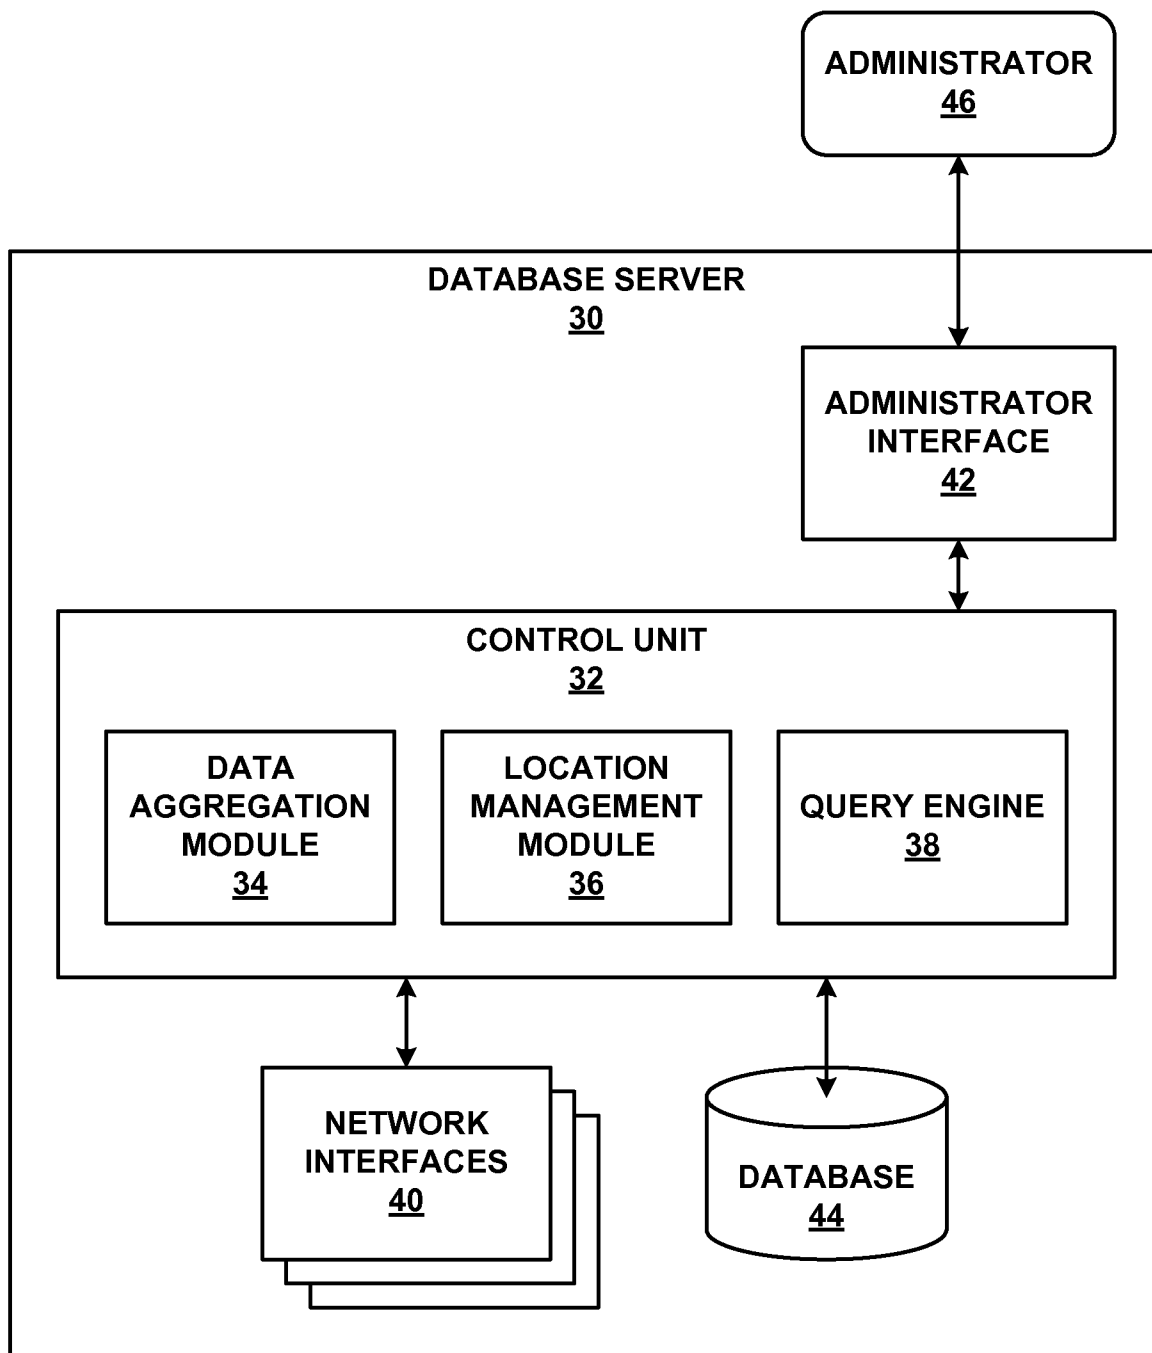 ADMINISTRATOR
46
DATABASE SERVER
30
ADMINISTRATOR
INTERFACE
42
CONTROL UNIT
32
DATA
AGGREGATION
MODULE
34
LOCATION
MANAGEMENT
MODULE
36
QUERY ENGINE
38
NETWORK
INTERFACES
40
DATABASE
44